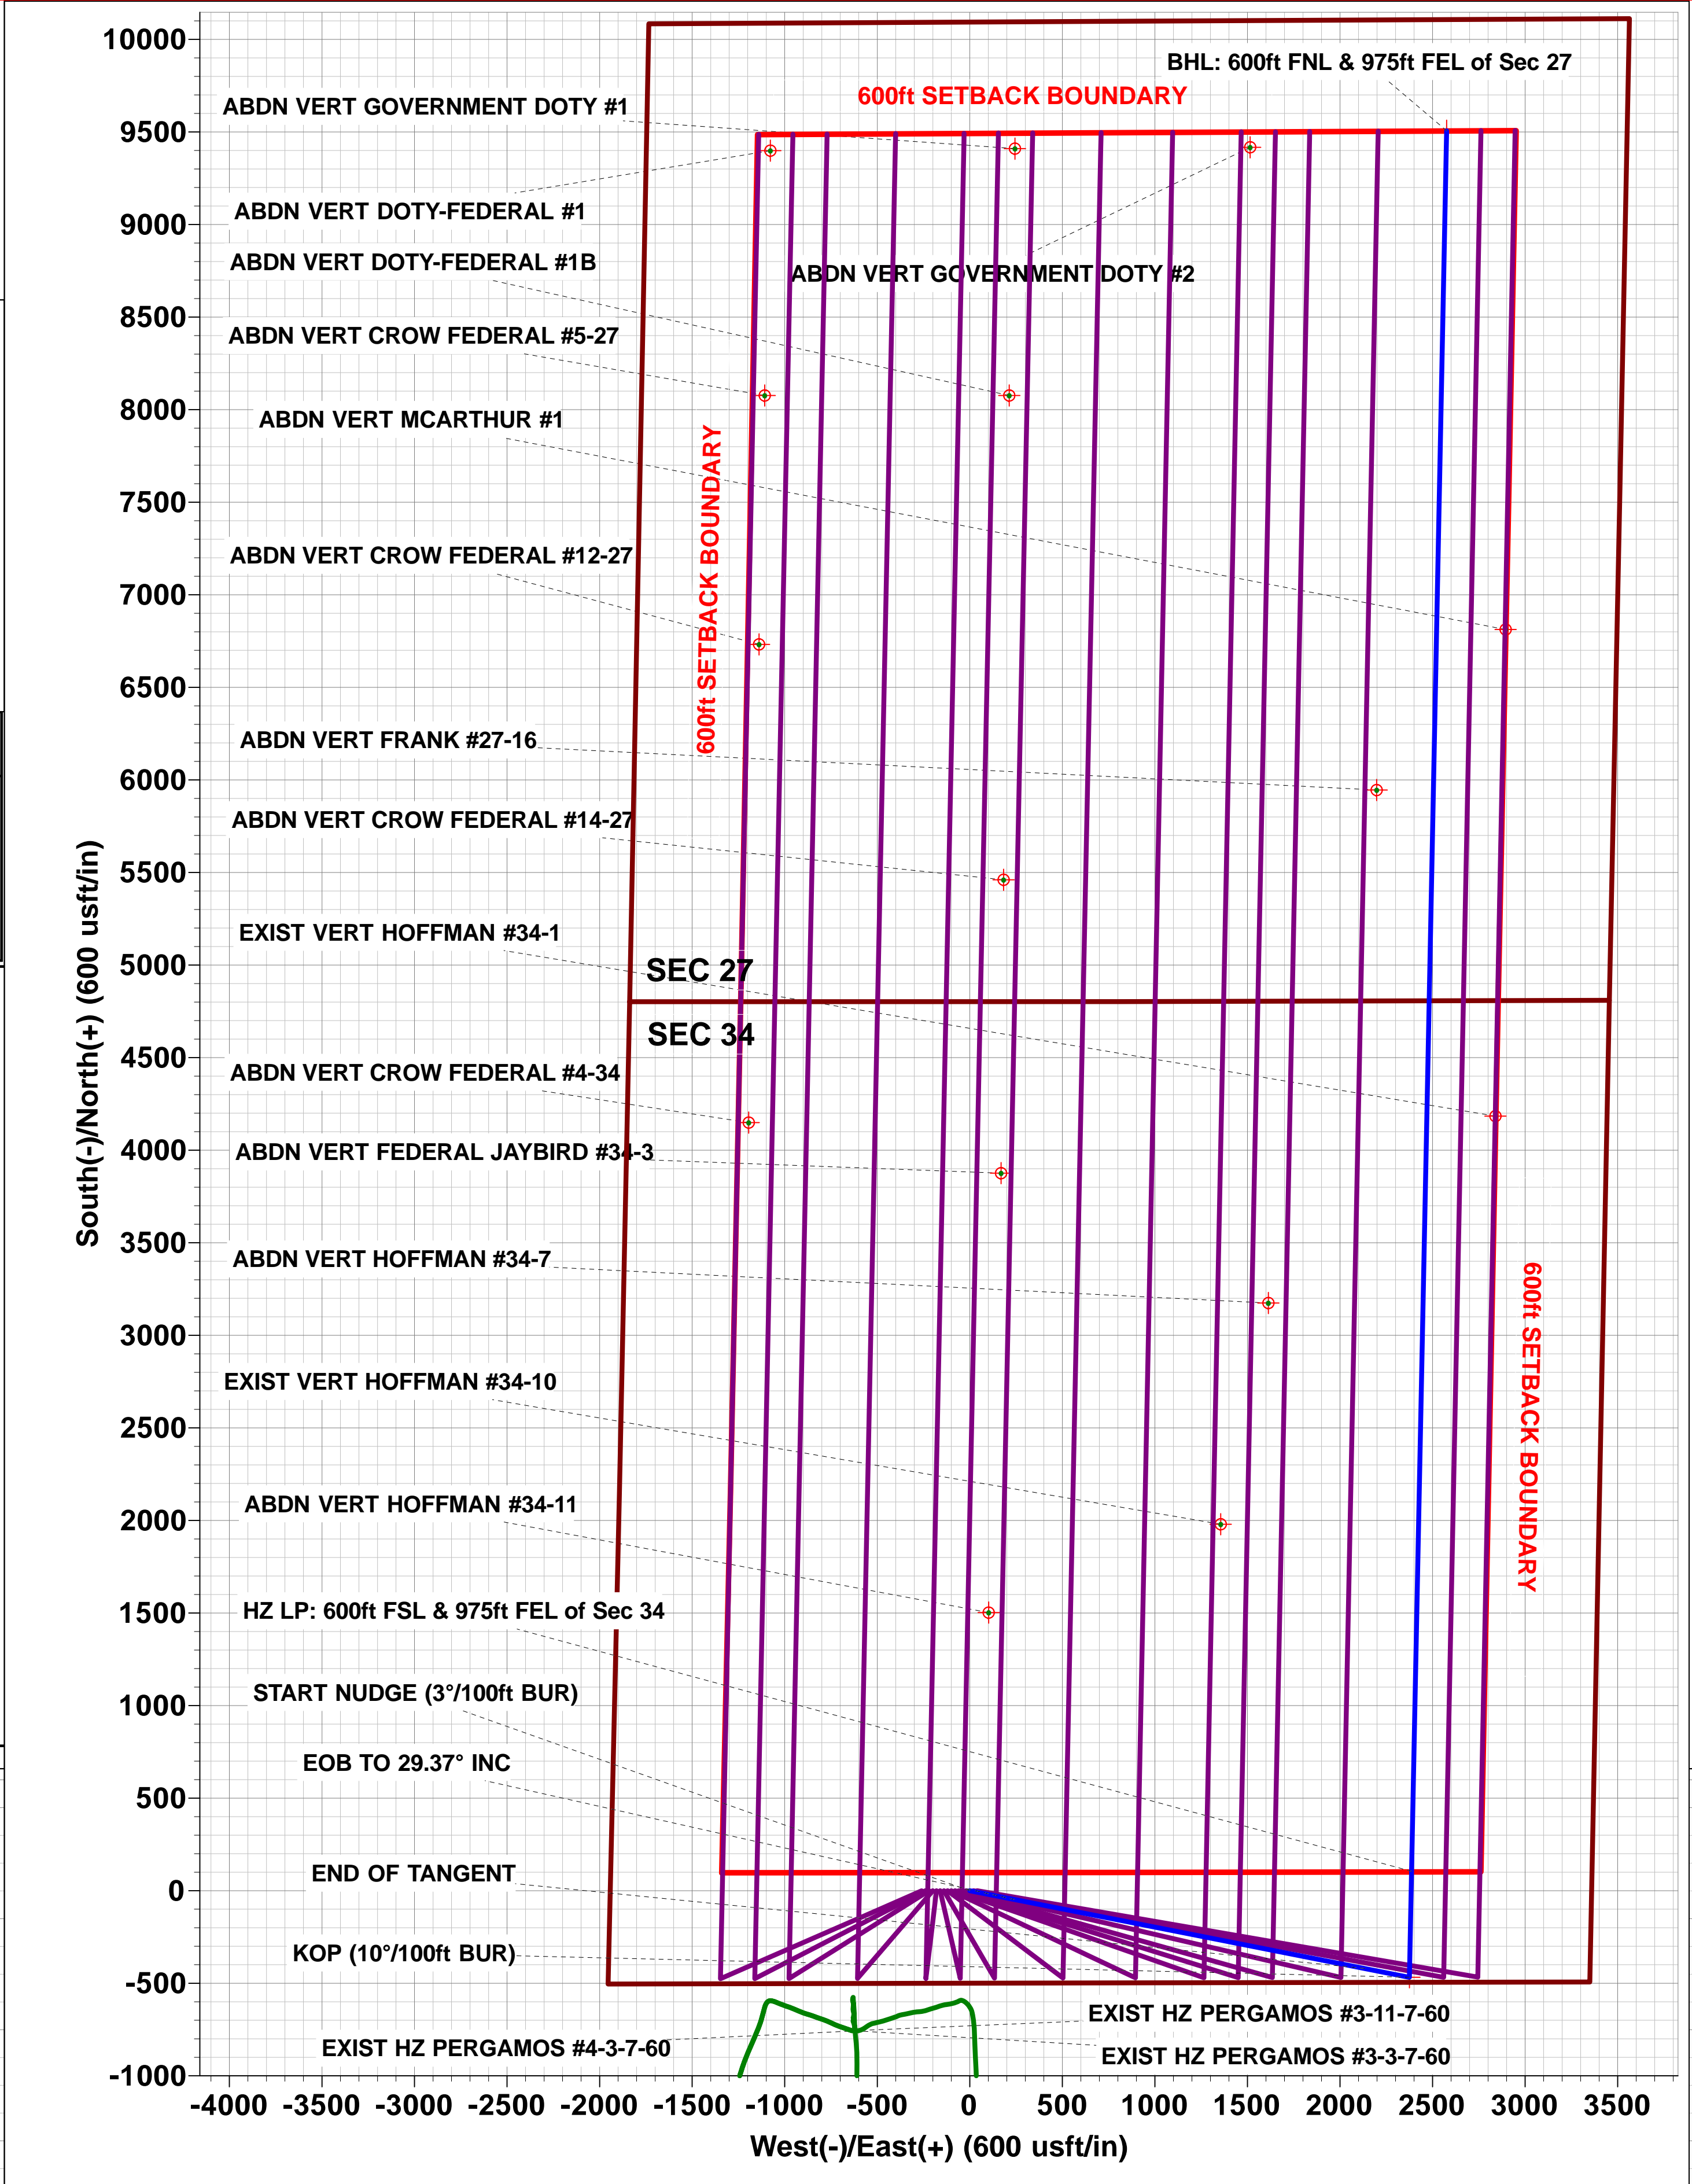 10000
9500
9000
8500
8000
7500
7000
6500
6000
5500
5000
4500
4000
3500
3000
2500
2000
1500
1000
500
0
-500
-1000
South(-)/North(+) (600 usft/in)
BHL: 600ft FNL & 975ft FEL of Sec 27
600ft SETBACK BOUNDARY
ABDN VERT GOVERNMENT DOTY #1
ABDN VERT DOTY-FEDERAL #1
ABDN VERT DOTY-FEDERAL #1B
ABDN VERT GOVERNMENT DOTY #2
ABDN VERT CROW FEDERAL #5-27
ABDN VERT MCARTHUR #1
600ft SETBACK BOUNDARY
ABDN VERT CROW FEDERAL #12-27
ABDN VERT FRANK #27-16
ABDN VERT CROW FEDERAL #14-27
EXIST VERT HOFFMAN #34-1
SEC 27
SEC 34
ABDN VERT CROW FEDERAL #4-34
ABDN VERT FEDERAL JAYBIRD #34-3
ABDN VERT HOFFMAN #34-7
600ft SETBACK BOUNDARY
EXIST VERT HOFFMAN #34-10
ABDN VERT HOFFMAN #34-11
HZ LP: 600ft FSL & 975ft FEL of Sec 34
START NUDGE (3°/100ft BUR)
EOB TO 29.37° INC
END OF TANGENT
KOP (10°/100ft BUR)
EXIST HZ PERGAMOS #3-11-7-60
EXIST HZ PERGAMOS #4-3-7-60
EXIST HZ PERGAMOS #3-3-7-60
-4000 -3500 -3000 -2500 -2000 -1500 -1000 -500 0 500 1000 1500 2000 2500 3000 3500
West(-)/East(+) (600 usft/in)